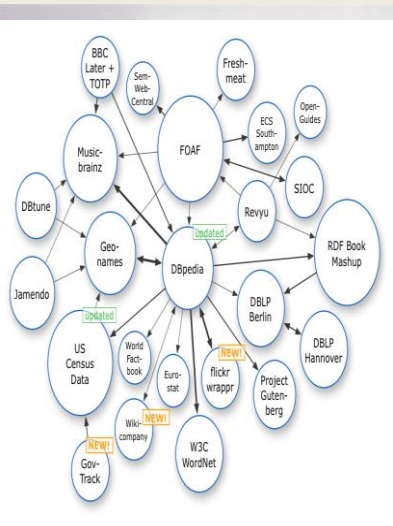 BBC
Later +
TOTP
Sem-
Web-
Central
Fresh-
meat
Music-
brainz
FOAF
ECS
South-
ampton
Open-
Guides
SIOC
DBtune
Revyu
Geo-
names
updated
DBpedia
RDF Book
Mashup
Jamendo
updated
US
Census
Data
DBLP
Berlin
DBLP
Hannover
World
Fact-
book
Euro-
stat
NEW!
flickr
wrappr
Project
Guten-
berg
NEW!
Wiki-
company
W3C
WordNet
NEW!
Gov-
Track